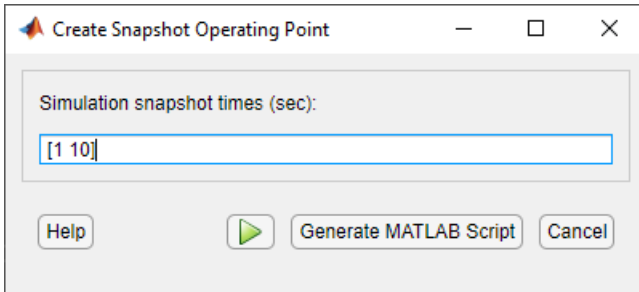 Create Snapshot Operating Point
Simulation snapshot times (sec):
[1 10]
Help
Generate MATLAB Script
Cancel